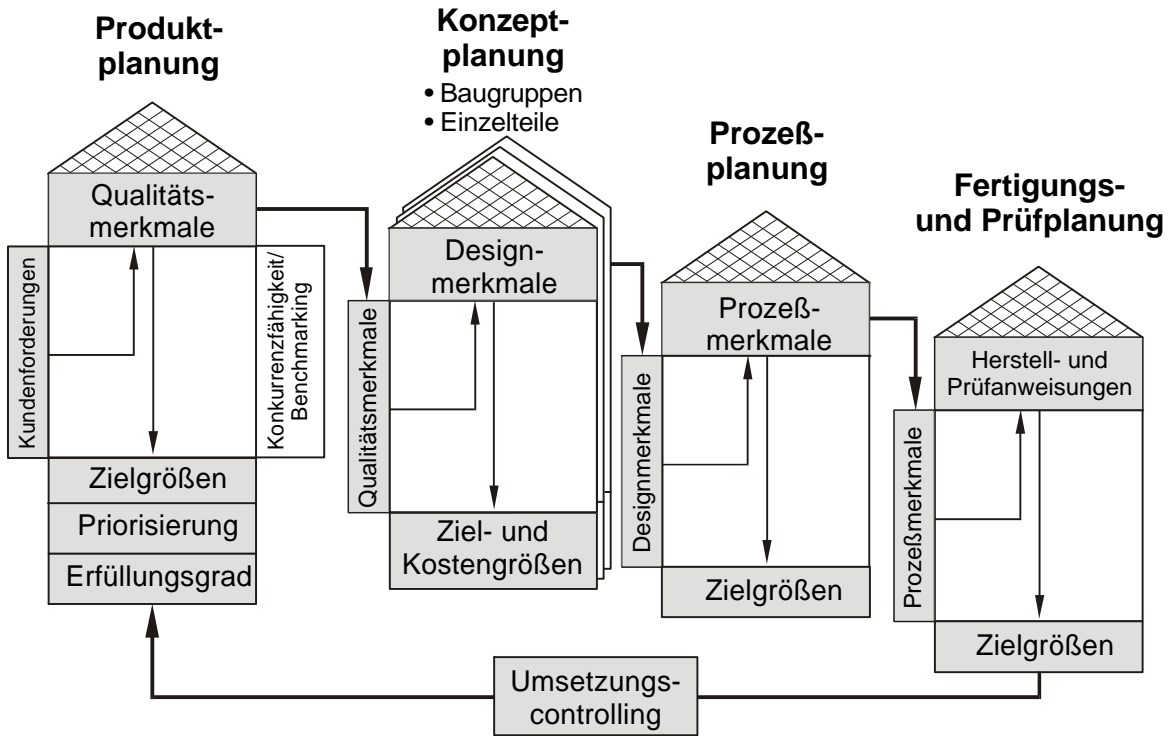 Produkt-
planung
Qualitäts-
merkmale
Kundenforderungen
Konkurrenzfähigkeit/
Benchmarking
Zielgrößen
Priorisierung
Erfüllungsgrad
Konzept-
planung
• Baugruppen
• Einzelteile
Design-
merkmale
Qualitätsmerkmale
Ziel- und
Kostengrößen
Prozeß-
planung
Prozeß-
merkmale
Designmerkmale
Zielgrößen
Fertigungs-
und Prüfplanung
Herstell- und
Prüfanweisungen
Prozeßmerkmale
Zielgrößen
Umsetzungs-
controlling